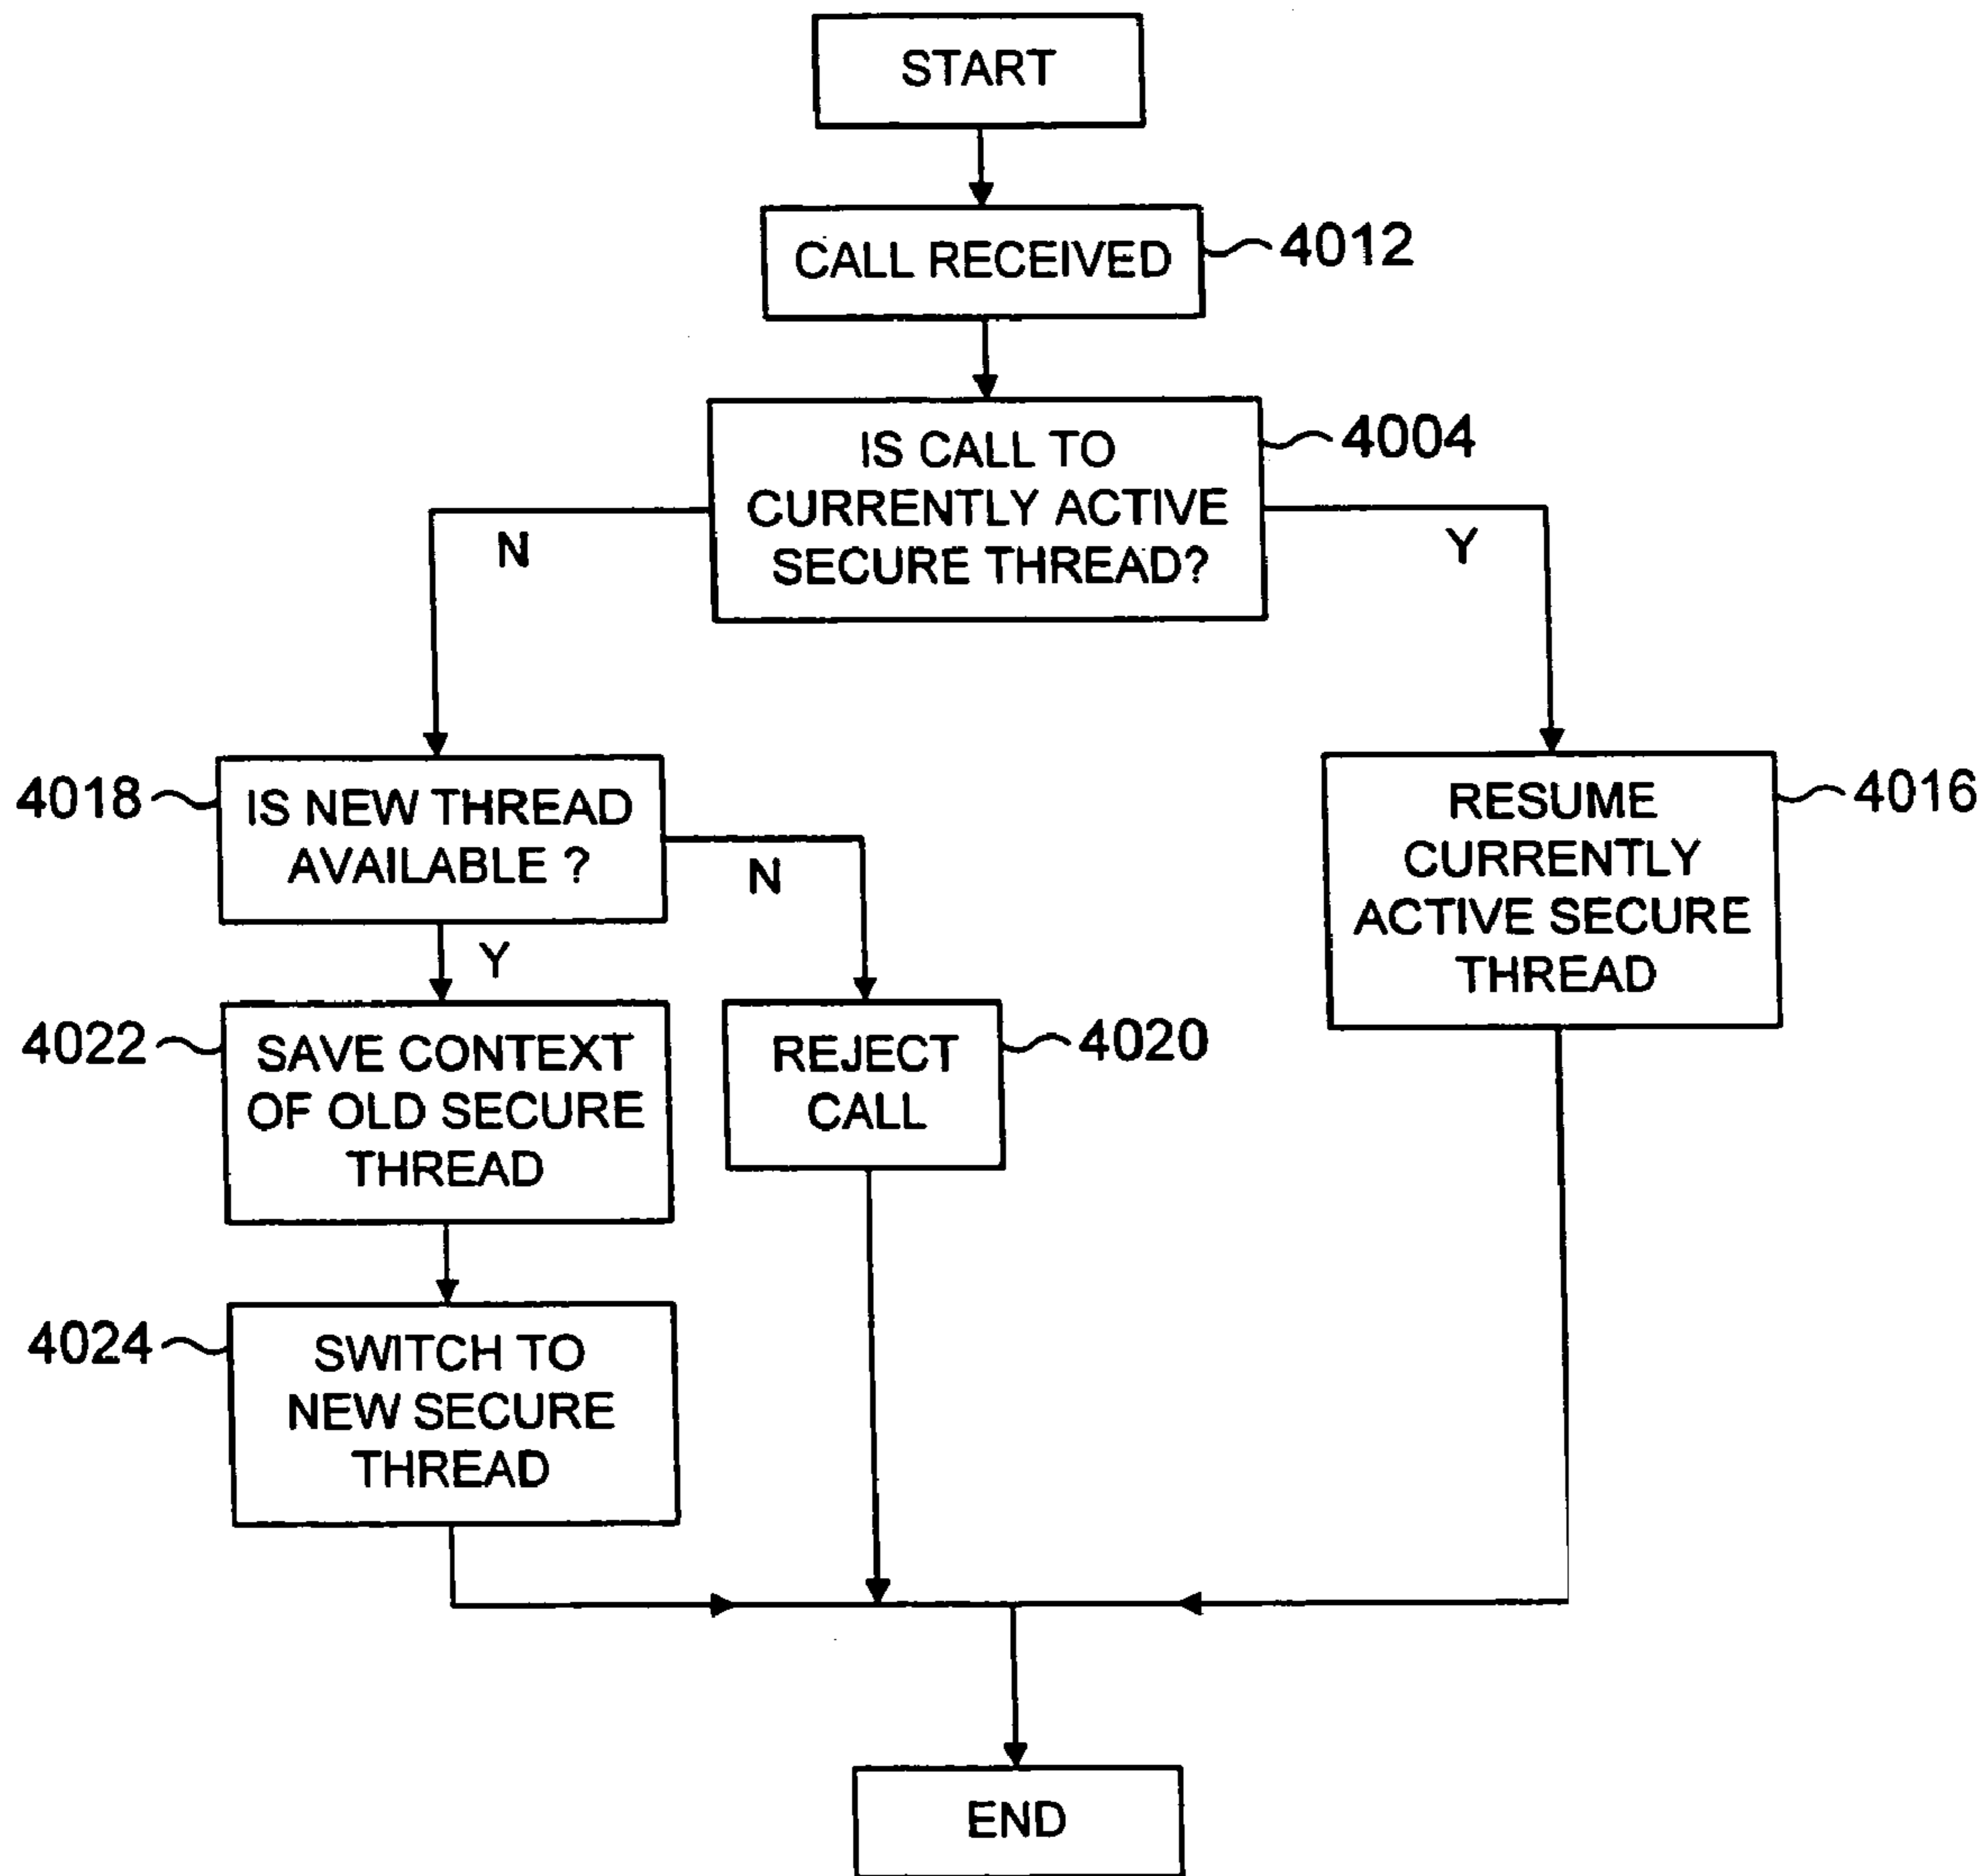 START
CALL RECEIVED
4012
IS CALL TO
CURRENTLY ACTIVE
SECURE THREAD?
4004
N
Y
4018
IS NEW THREAD
AVAILABLE ?
N
Y
RESUME
CURRENTLY
ACTIVE SECURE
THREAD
4016
4022
SAVE CONTEXT
OF OLD SECURE
THREAD
REJECT
CALL
4020
4024
SWITCH TO
NEW SECURE
THREAD
END